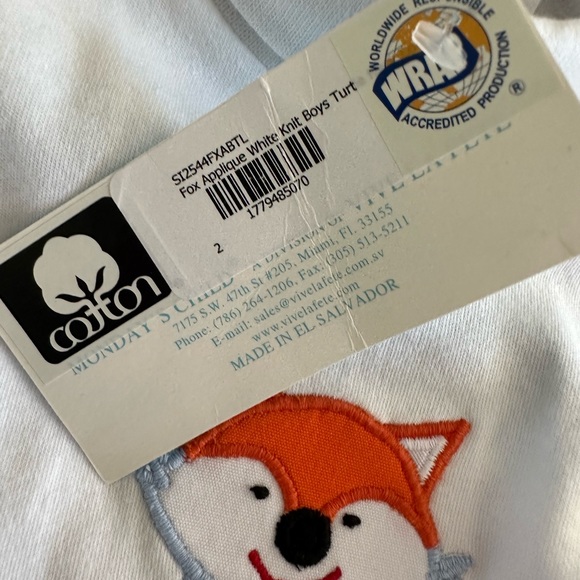 WORLDWIDE RESPONSIBLE
WRAP
ACCREDITED PRODUCTION
®
SI2544FXABTL
Fox Applique White Knit Boys Turt
1779485070
2
cotton
MONDAY'S CHILD A DIVISION OF VIVE LA FETE
7175 S.W. 47th St #205, Miami, Fl. 33155
Phone: (786) 264-1206, Fax: (305) 513-5211
E-mail: sales@vivelafete.com.sv
www.vivelafete.com
MADE IN EL SALVADOR